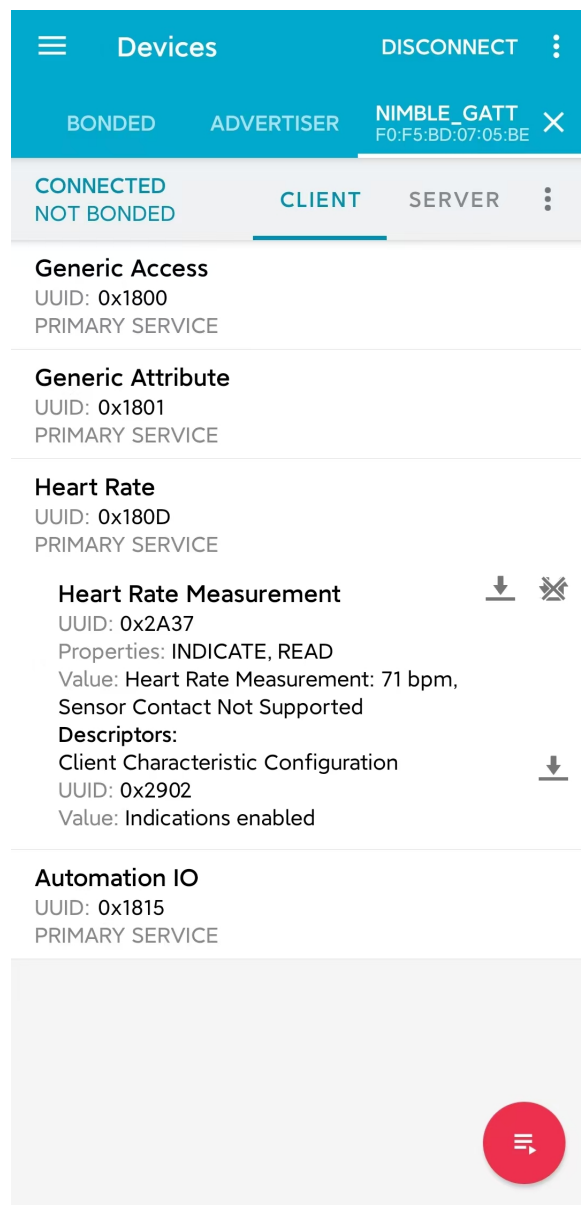 Devices
DISCONNECT
BONDED
ADVERTISER
NIMBLE_GATT
F0:F5:BD:07:05:BE
CONNECTED
NOT BONDED
CLIENT
SERVER
Generic Access
UUID: 0x1800
PRIMARY SERVICE
Generic Attribute
UUID: 0x1801
PRIMARY SERVICE
Heart Rate
UUID: 0x180D
PRIMARY SERVICE
Heart Rate Measurement
UUID: 0x2A37
Properties: INDICATE, READ
Value: Heart Rate Measurement: 71 bpm,
Sensor Contact Not Supported
Descriptors:
Client Characteristic Configuration
UUID: 0x2902
Value: Indications enabled
Automation IO
UUID: 0x1815
PRIMARY SERVICE